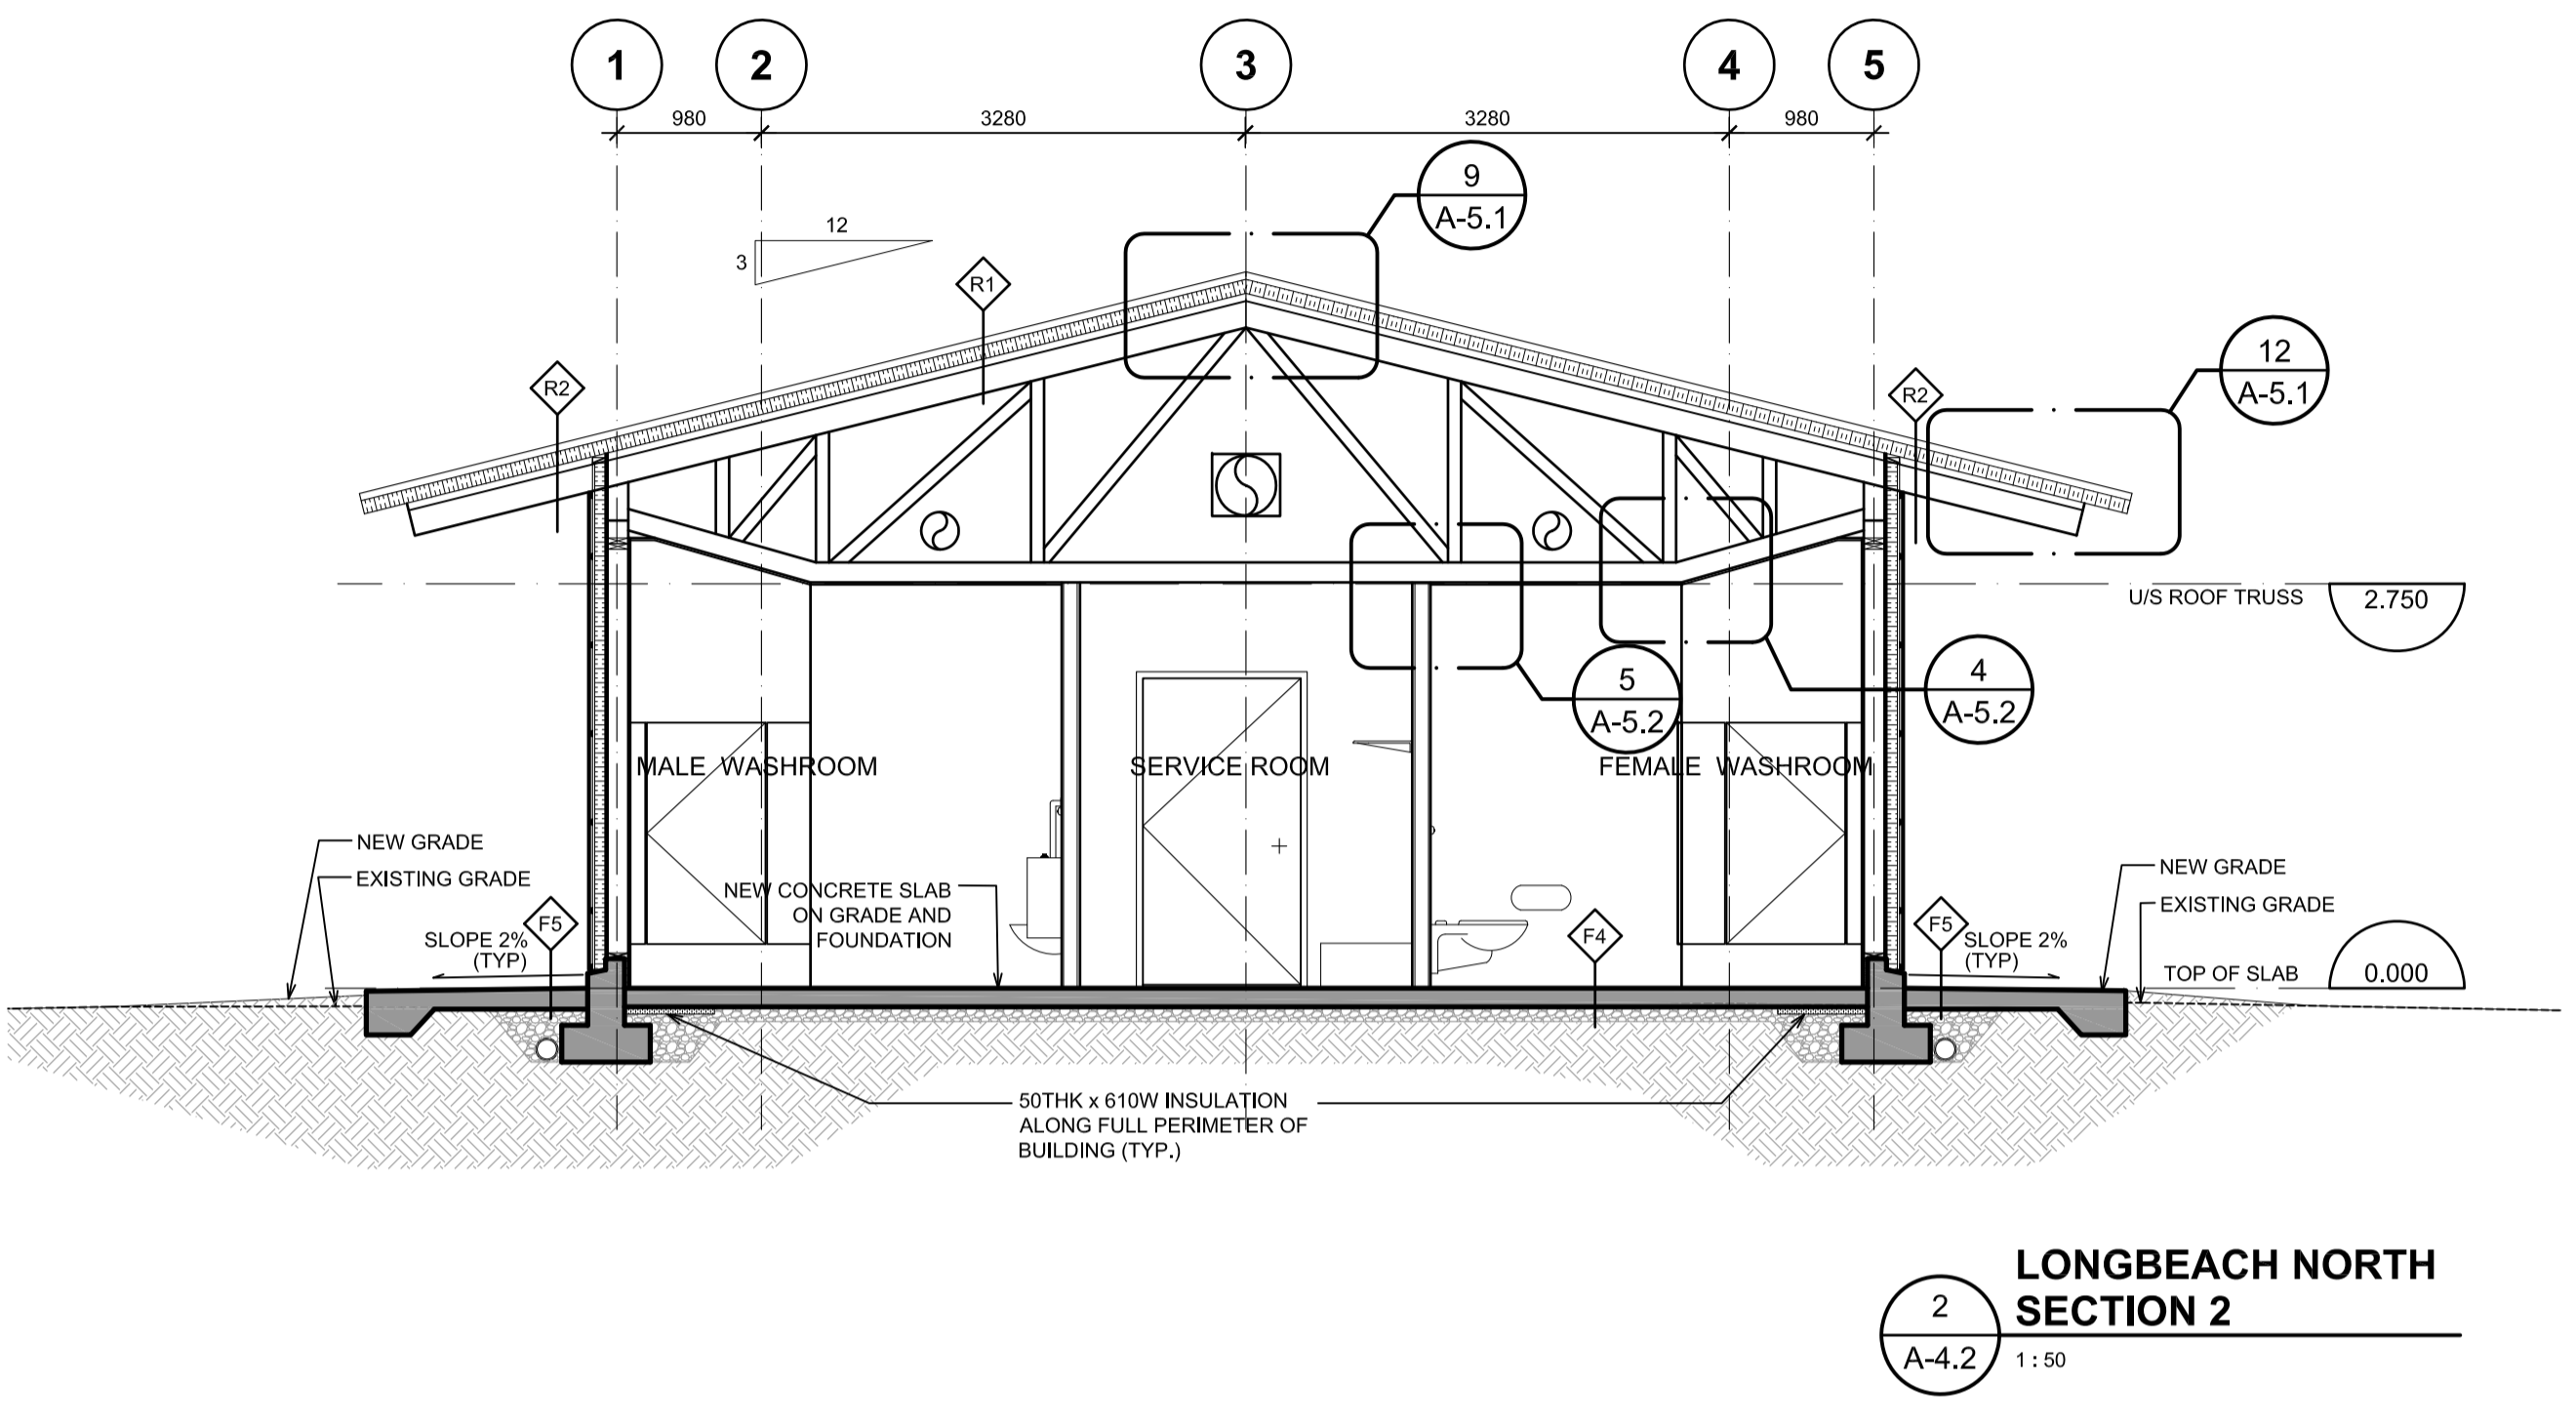 1 2 3 4 5
980 3280 3280 980
9
A-5.1
12
3
R1
12
A-5.1
R2
R2
U/S ROOF TRUSS 2.750
5
A-5.2
4
A-5.2
MALE WASHROOM
SERVICE ROOM
FEMALE WASHROOM
NEW GRADE
EXISTING GRADE
SLOPE 2%
(TYP)
F5
NEW CONCRETE SLAB
ON GRADE AND
FOUNDATION
F4
F5
SLOPE 2%
(TYP)
NEW GRADE
EXISTING GRADE
TOP OF SLAB 0.000
50THK x 610W INSULATION
ALONG FULL PERIMETER OF
BUILDING (TYP.)
2
A-4.2
LONGBEACH NORTH
SECTION 2
1 : 50